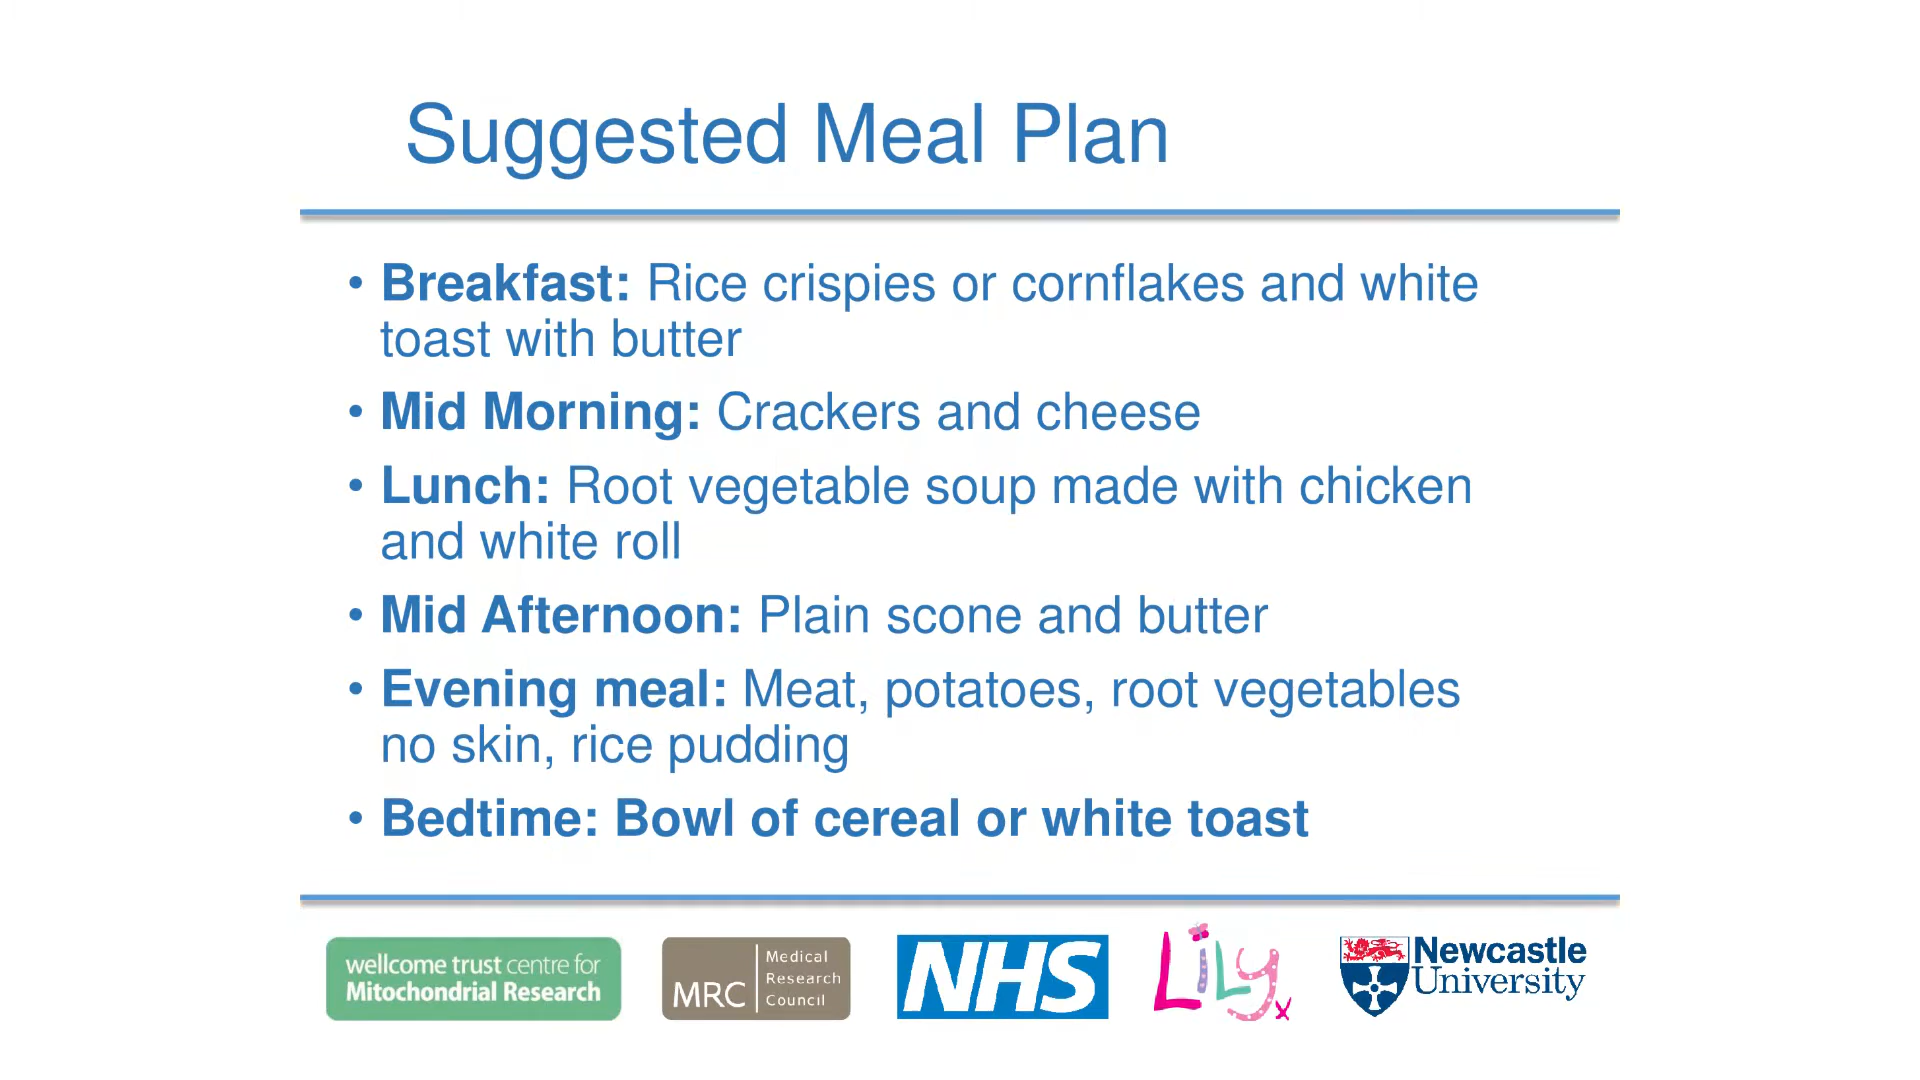 Suggested Meal Plan
• Breakfast: Rice crispies or cornflakes and white
toast with butter
• Mid Morning: Crackers and cheese
• Lunch: Root vegetable soup made with chicken
and white roll
• Mid Afternoon: Plain scone and butter
• Evening meal: Meat, potatoes, root vegetables
no skin, rice pudding
• Bedtime: Bowl of cereal or white toast
wellcome trust centre for
Mitochondrial Research
MRC
Medical
Research
Council
NHS
Lily x
Newcastle
University